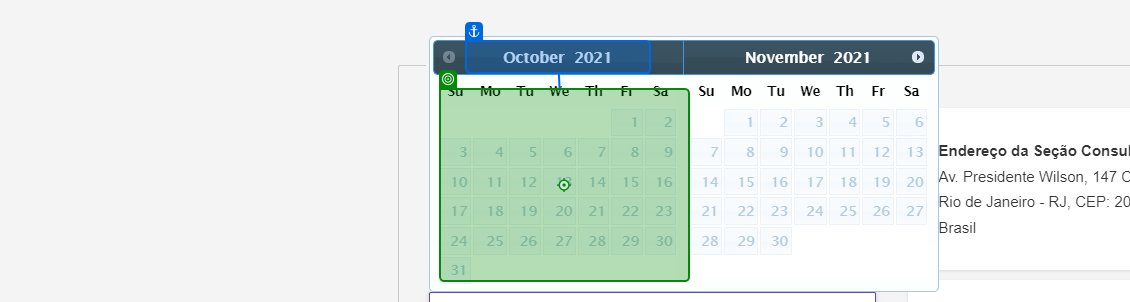 October 2021
Su Mo Tu We Th Fr Sa
1 2
3 4 5 6 7 8 9
10 11 12 13 14 15 16
17 18 19 20 21 22 23
24 25 26 27 28 29 30
31
November 2021
Su Mo Tu We Th Fr Sa
1 2 3 4 5 6
7 8 9 10 11 12 13
14 15 16 17 18 19 20
21 22 23 24 25 26 27
28 29 30
Endereço da Seção Consul
Av. Presidente Wilson, 147 C
Rio de Janeiro - RJ, CEP: 20
Brasil